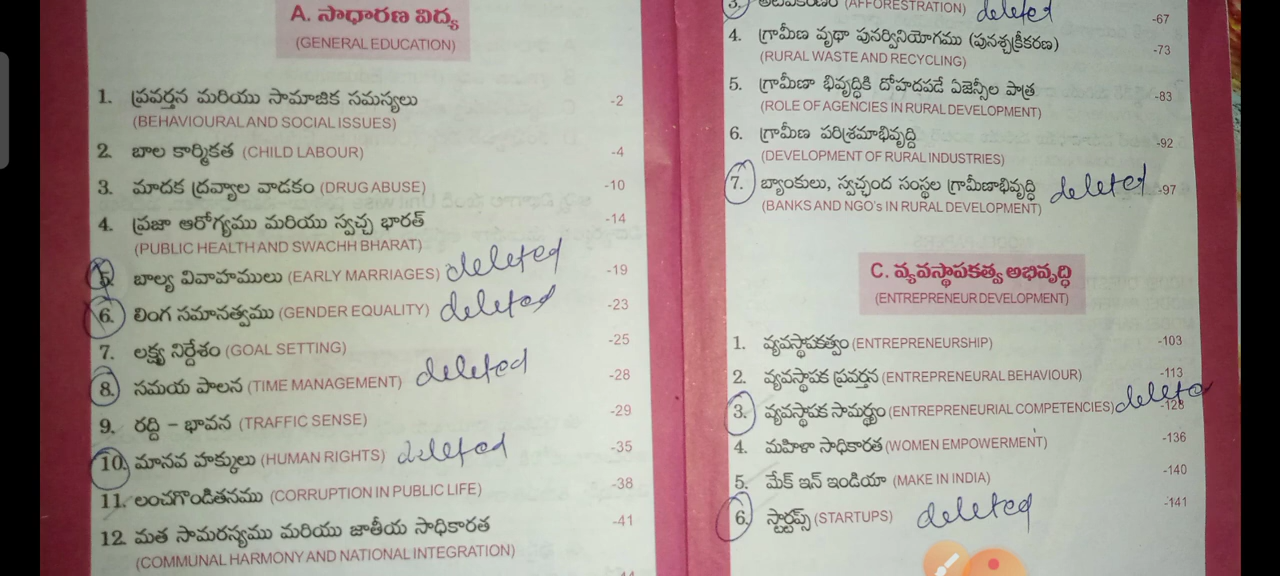 A. సాధారణ విద్య
(GENERAL EDUCATION)
1. ప్రవర్తన మరియు సామాజిక సమస్యలు -2
(BEHAVIOURAL AND SOCIAL ISSUES)
2. బాల కార్మికత (CHILD LABOUR) -4
3. మాదక ద్రవ్యాల వాడకం (DRUG ABUSE) -10
4. ప్రజా ఆరోగ్యము మరియు స్వచ్ఛ భారత్ -14
(PUBLIC HEALTH AND SWACHH BHARAT)
5. బాల్య వివాహములు (EARLY MARRIAGES) deleted -19
6. లింగ సమానత్వము (GENDER EQUALITY) deleted -23
7. లక్ష్య నిర్దేశం (GOAL SETTING) -25
8. సమయ పాలన (TIME MANAGEMENT) deleted -28
9. రద్ది – భావన (TRAFFIC SENSE) -29
10. మానవ హక్కులు (HUMAN RIGHTS) deleted -35
11. లంచగొండితనము (CORRUPTION IN PUBLIC LIFE) -38
12. మత సామరస్యము మరియు జాతీయ సాధికారత -41
(COMMUNAL HARMONY AND NATIONAL INTEGRATION)
3. (AFFORESTRATION) deleted -67
4. గ్రామీణ వృథా పునర్వినియోగము (పునశ్చక్రీకరణ) -73
(RURAL WASTE AND RECYCLING)
5. గ్రామీణా భివృద్ధికి దోహదపడే ఏజెన్సీల పాత్ర -83
(ROLE OF AGENCIES IN RURAL DEVELOPMENT)
6. గ్రామీణ పరిశ్రమాభివృద్ది -92
(DEVELOPMENT OF RURAL INDUSTRIES)
7. బ్యాంకులు, స్వచ్ఛంద సంస్థల గ్రామీణాభివృద్ధి deleted -97
(BANKS AND NGO's IN RURAL DEVELOPMENT)
C. వ్యవస్థాపకత్వ అభివృద్ధి
(ENTREPRENEUR DEVELOPMENT)
1. వ్యవస్థాపకత్వం (ENTREPRENEURSHIP) -103
2. వ్యవస్థాపక ప్రవర్తన (ENTREPRENEURAL BEHAVIOUR) -113
3. వ్యవస్థాపక సామర్థ్యం (ENTREPRENEURIAL COMPETENCIES) delete -128
4. మహిళా సాధికారత (WOMEN EMPOWERMENT) -136
5. మేక్ ఇన్ ఇండియా (MAKE IN INDIA) -140
6. స్టార్టప్స్ (STARTUPS) deleted -141